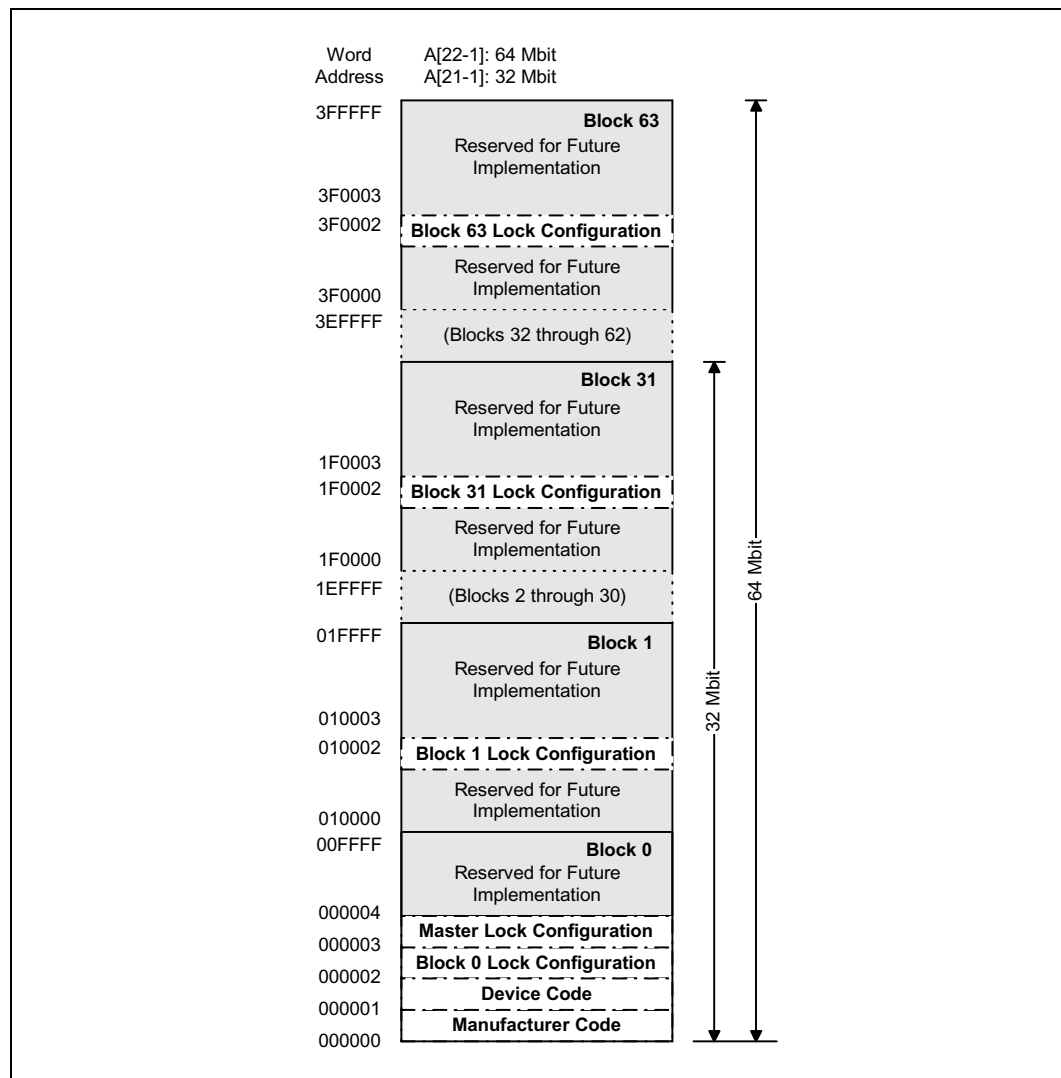 Word Address
A[22-1]: 64 Mbit
A[21-1]: 32 Mbit
3FFFFF
Block 63
Reserved for Future
Implementation
3F0003
3F0002
Block 63 Lock Configuration
Reserved for Future
Implementation
3F0000
3EFFFF
(Blocks 32 through 62)
Block 31
Reserved for Future
Implementation
1F0003
1F0002
Block 31 Lock Configuration
Reserved for Future
Implementation
1F0000
1EFFFF
(Blocks 2 through 30)
01FFFF
Block 1
Reserved for Future
Implementation
010003
010002
Block 1 Lock Configuration
Reserved for Future
Implementation
010000
00FFFF
Block 0
Reserved for Future
Implementation
000004
Master Lock Configuration
000003
Block 0 Lock Configuration
000002
Device Code
000001
Manufacturer Code
000000
32 Mbit
64 Mbit